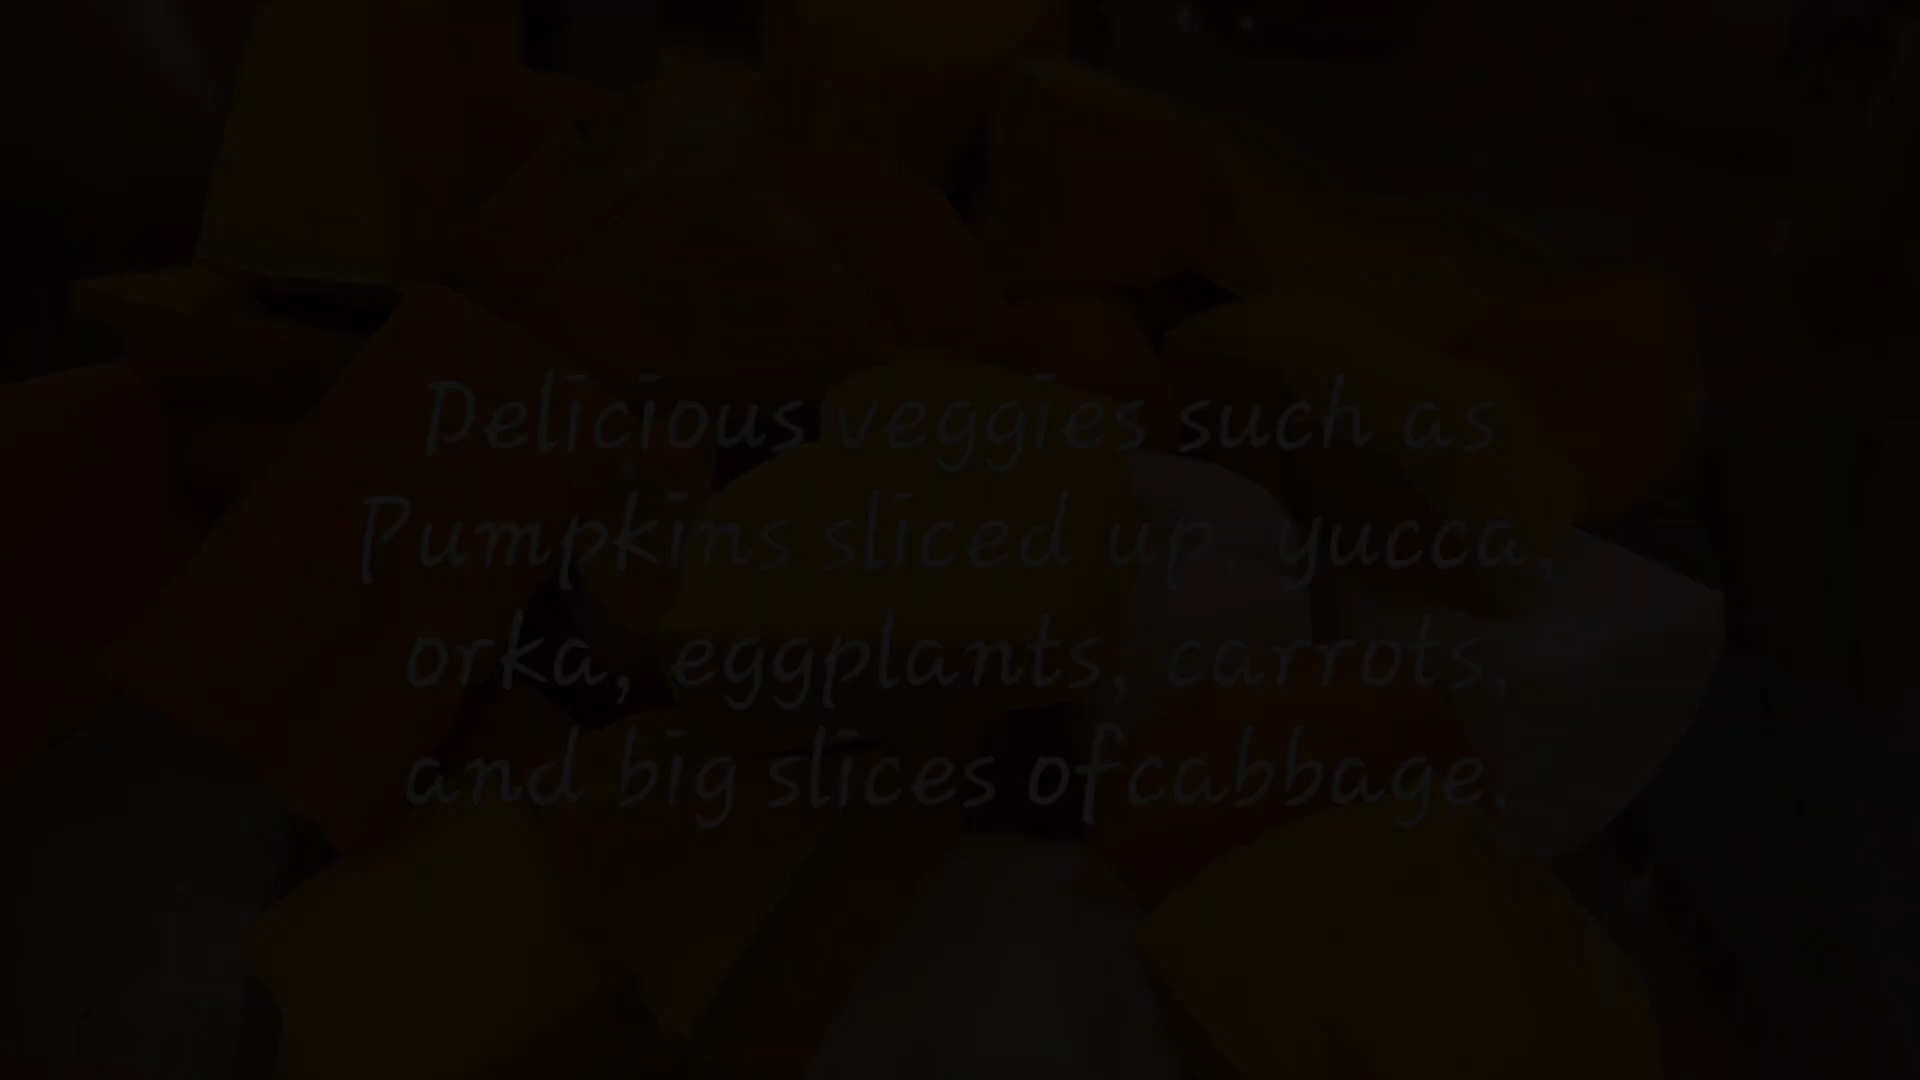 Delicious veggies such as
Pumpkins sliced up, yucca,
orka, eggplants, carrots,
and big slices ofcabbage.